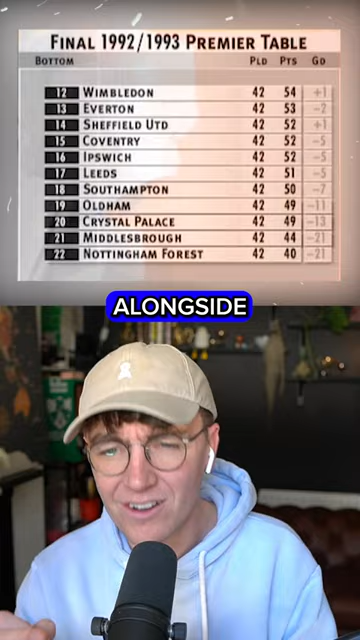 FINAL 1992/1993 PREMIER TABLE
BOTTOM PLD PTS GD
12 WIMBLEDON 42 54 +1
13 EVERTON 42 53 -2
14 SHEFFIELD UTD 42 52 +1
15 COVENTRY 42 52 -5
16 IPSWICH 42 52 -5
17 LEEDS 42 51 -5
18 SOUTHAMPTON 42 50 -7
19 OLDHAM 42 49 -11
20 CRYSTAL PALACE 42 49 -13
21 MIDDLESBROUGH 42 44 -21
22 NOTTINGHAM FOREST 42 40 -21
ALONGSIDE